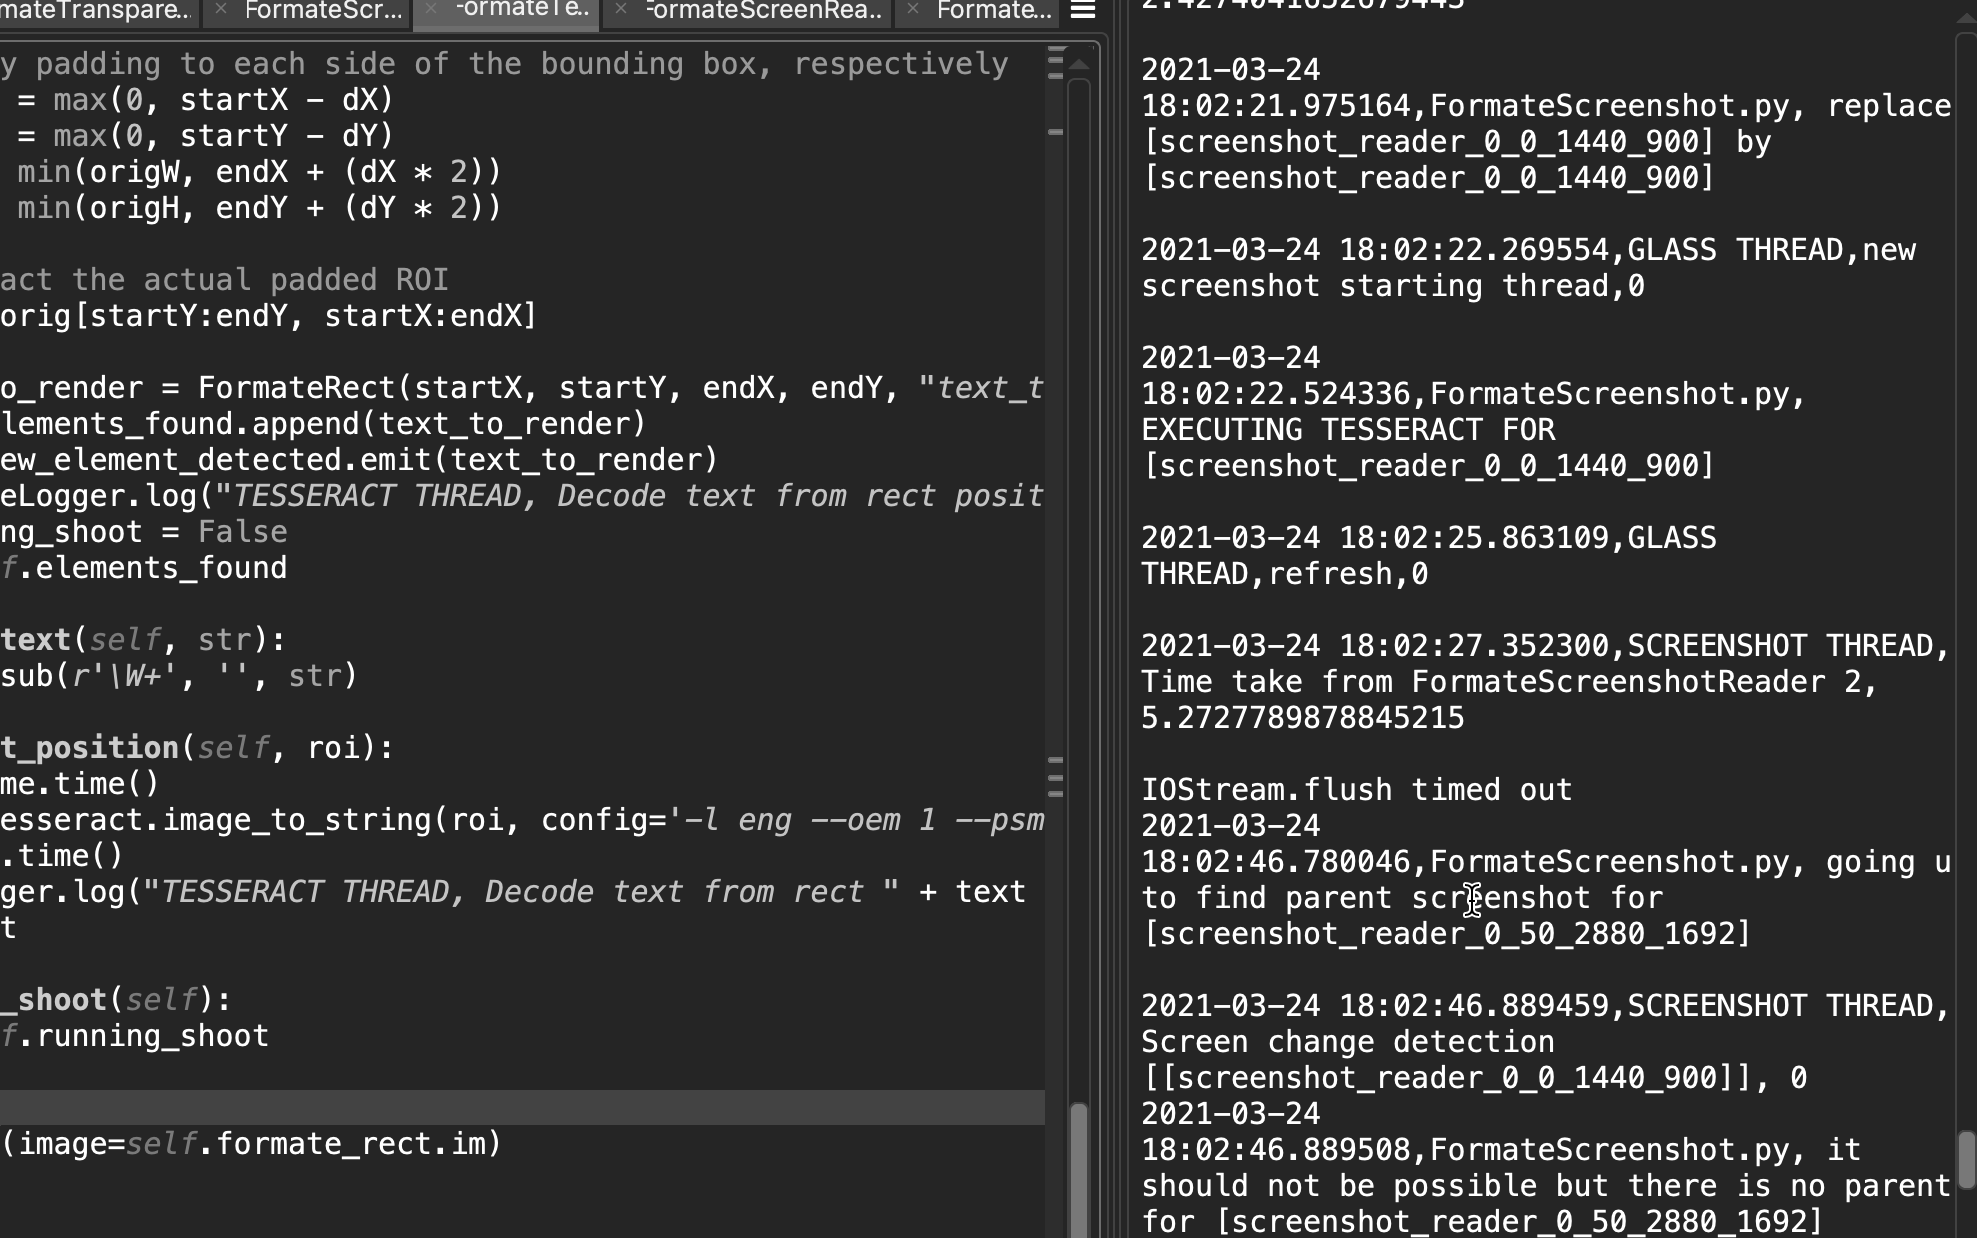 mateTranspare..
FormateScr...
-ormateTe..
-ormateScreenRea..
Formate...
y padding to each side of the bounding box, respectively
= max(0, startX - dX)
= max(0, startY - dY)
min(origW, endX + (dX * 2))
min(origH, endY + (dY * 2))
act the actual padded ROI
orig[startY:endY, startX:endX]
o_render = FormateRect(startX, startY, endX, endY, "text_t
lements_found.append(text_to_render)
ew_element_detected.emit(text_to_render)
eLogger.log("TESSERACT THREAD, Decode text from rect posit
ng_shoot = False
f.elements_found
text(self, str):
sub(r'\W+', '', str)
t_position(self, roi):
me.time()
esseract.image_to_string(roi, config='-l eng --oem 1 --psm
.time()
ger.log("TESSERACT THREAD, Decode text from rect " + text
t
_shoot(self):
f.running_shoot
(image=self.formate_rect.im)
2.4274041652679443
2021-03-24
18:02:21.975164,FormateScreenshot.py, replace
[screenshot_reader_0_0_1440_900] by
[screenshot_reader_0_0_1440_900]
2021-03-24 18:02:22.269554,GLASS THREAD,new
screenshot starting thread,0
2021-03-24
18:02:22.524336,FormateScreenshot.py,
EXECUTING TESSERACT FOR
[screenshot_reader_0_0_1440_900]
2021-03-24 18:02:25.863109,GLASS
THREAD,refresh,0
2021-03-24 18:02:27.352300,SCREENSHOT THREAD,
Time take from FormateScreenshotReader 2,
5.2727789878845215
IOStream.flush timed out
2021-03-24
18:02:46.780046,FormateScreenshot.py, going u
to find parent screenshot for
[screenshot_reader_0_50_2880_1692]
2021-03-24 18:02:46.889459,SCREENSHOT THREAD,
Screen change detection
[[screenshot_reader_0_0_1440_900]], 0
2021-03-24
18:02:46.889508,FormateScreenshot.py, it
should not be possible but there is no parent
for [screenshot_reader_0_50_2880_1692]